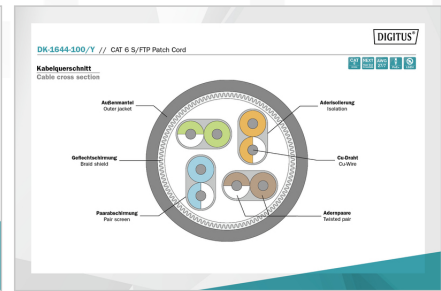 DIGITUS®
DK-1644-100/Y // CAT 6 S/FTP Patch Cord
Kabelquerschnitt
Cable cross section
Außenmantel
Outer jacket
Aderisolierung
Isolation
Geflechtschirmung
Braid shield
Cu-Draht
Cu-Wire
Paarabschirmung
Pair screen
Adernpaare
Twisted pair